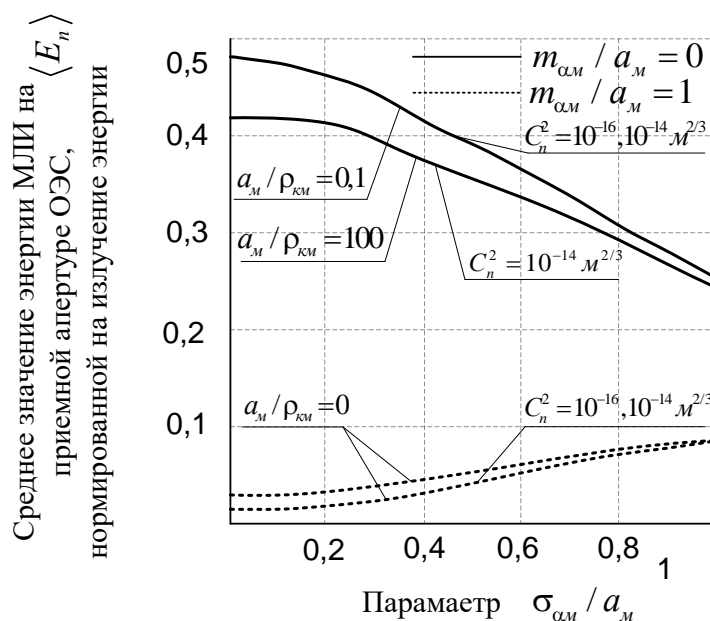 Среднее значение энергии МЛИ на
приемной апертуре ОЭС, ⟨E_n⟩
нормированной на излучение энергии
0,5
0,4
0,3
0,2
0,1
m_αм / a_м = 0
m_αм / a_м = 1
C_n^2 = 10^-16, 10^-14 м^2/3
a_м / ρ_км = 0,1
a_м / ρ_км = 100
C_n^2 = 10^-14 м^2/3
a_м / ρ_км = 0
C_n^2 = 10^-16, 10^-14 м^2/3
0,2 0,4 0,6 0,8 1
Парамаетр σ_αм / a_м